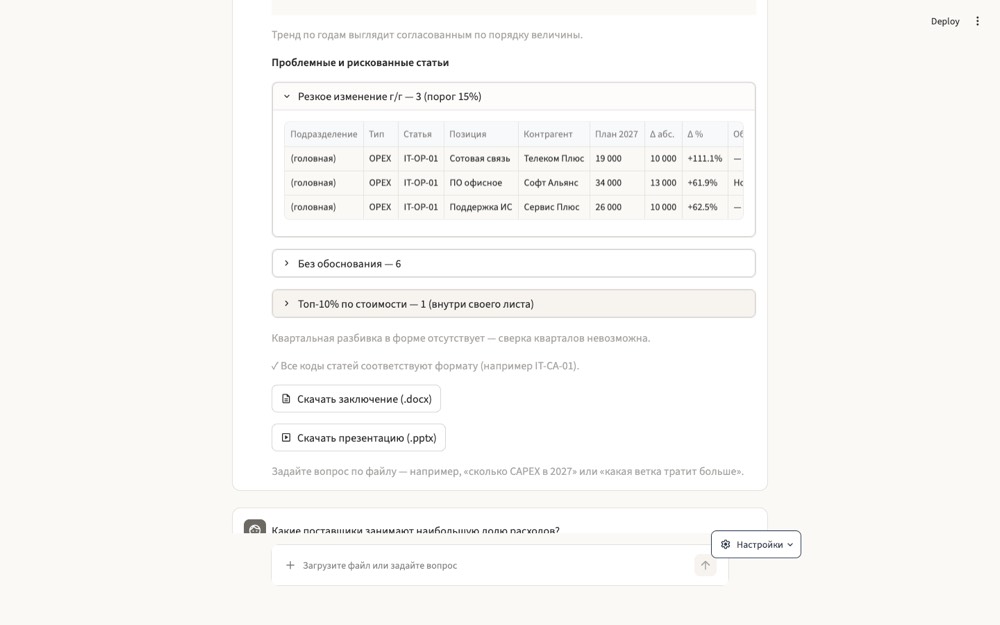 Deploy
Тренд по годам выглядит согласованным по порядку величины.
Проблемные и рискованные статьи
Резкое изменение г/г — 3 (порог 15%)
Подразделение Тип Статья Позиция Контрагент План 2027 Δ абс. Δ % Об
(головная) OPEX IT-OP-01 Сотовая связь Телеком Плюс 19 000 10 000 +111.1% —
(головная) OPEX IT-OP-01 ПО офисное Софт Альянс 34 000 13 000 +61.9% Но
(головная) OPEX IT-OP-01 Поддержка ИС Сервис Плюс 26 000 10 000 +62.5% —
Без обоснования — 6
Топ-10% по стоимости — 1 (внутри своего листа)
Квартальная разбивка в форме отсутствует — сверка кварталов невозможна.
✓ Все коды статей соответствуют формату (например IT-CA-01).
Скачать заключение (.docx)
Скачать презентацию (.pptx)
Задайте вопрос по файлу — например, «сколько CAPEX в 2027» или «какая ветка тратит больше».
Какие поставщики занимают наибольшую долю расходов?
Настройки
Загрузите файл или задайте вопрос